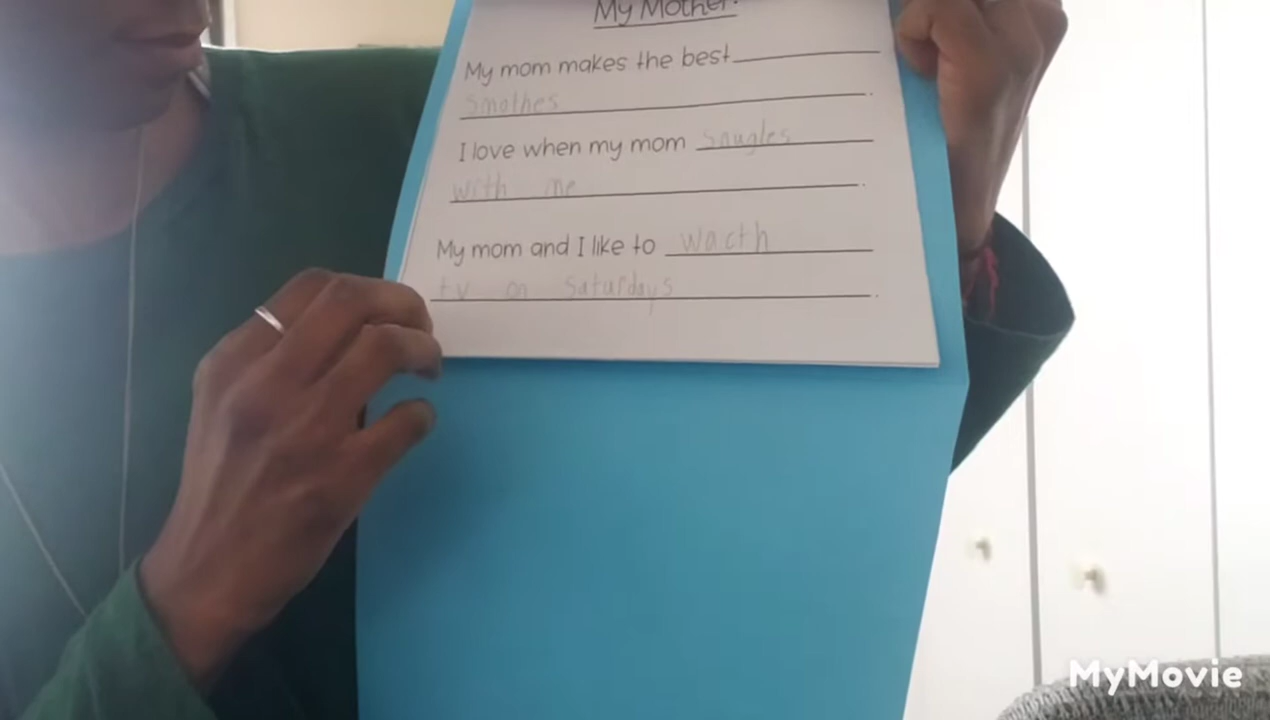 My Mother
My mom makes the best
smothes.
I love when my mom snugles
with me.
My mom and I like to wacth
tv on saturdays.
MyMovie